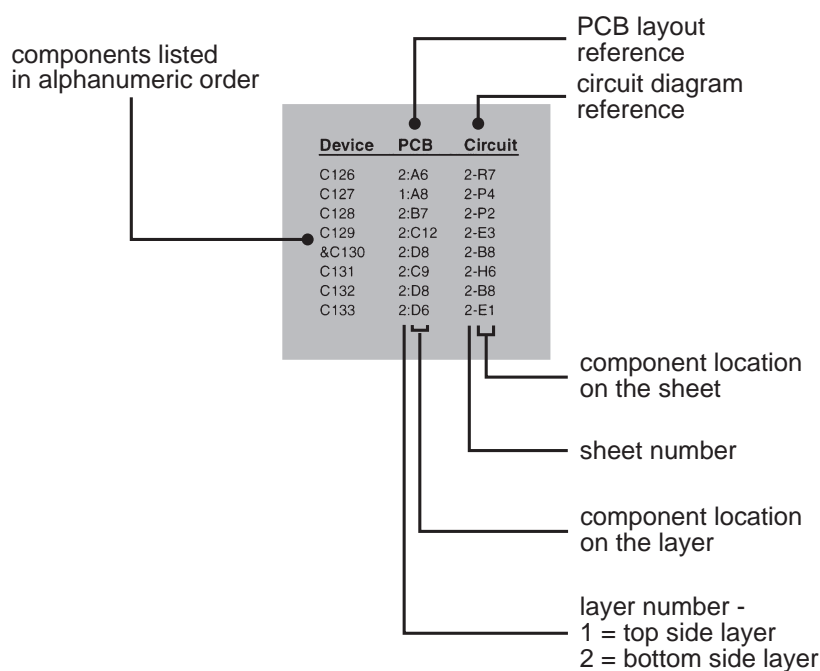 PCB layout
reference
components listed
in alphanumeric order
circuit diagram
reference
Device PCB Circuit
C126 2:A6 2-R7
C127 1:A8 2-P4
C128 2:B7 2-P2
C129 2:C12 2-E3
&C130 2:D8 2-B8
C131 2:C9 2-H6
C132 2:D8 2-B8
C133 2:D6 2-E1
component location
on the sheet
sheet number
component location
on the layer
layer number -
1 = top side layer
2 = bottom side layer